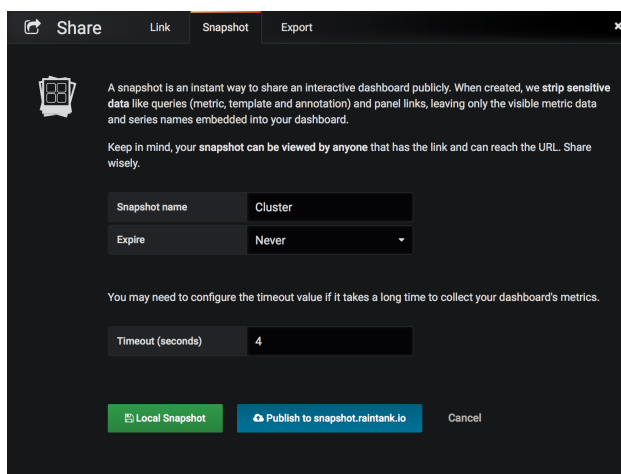 Share Link Snapshot Export ×
A snapshot is an instant way to share an interactive dashboard publicly. When created, we strip sensitive
data like queries (metric, template and annotation) and panel links, leaving only the visible metric data
and series names embedded into your dashboard.
Keep in mind, your snapshot can be viewed by anyone that has the link and can reach the URL. Share
wisely.
Snapshot name Cluster
Expire Never
You may need to configure the timeout value if it takes a long time to collect your dashboard's metrics.
Timeout (seconds) 4
Local Snapshot Publish to snapshot.raintank.io Cancel